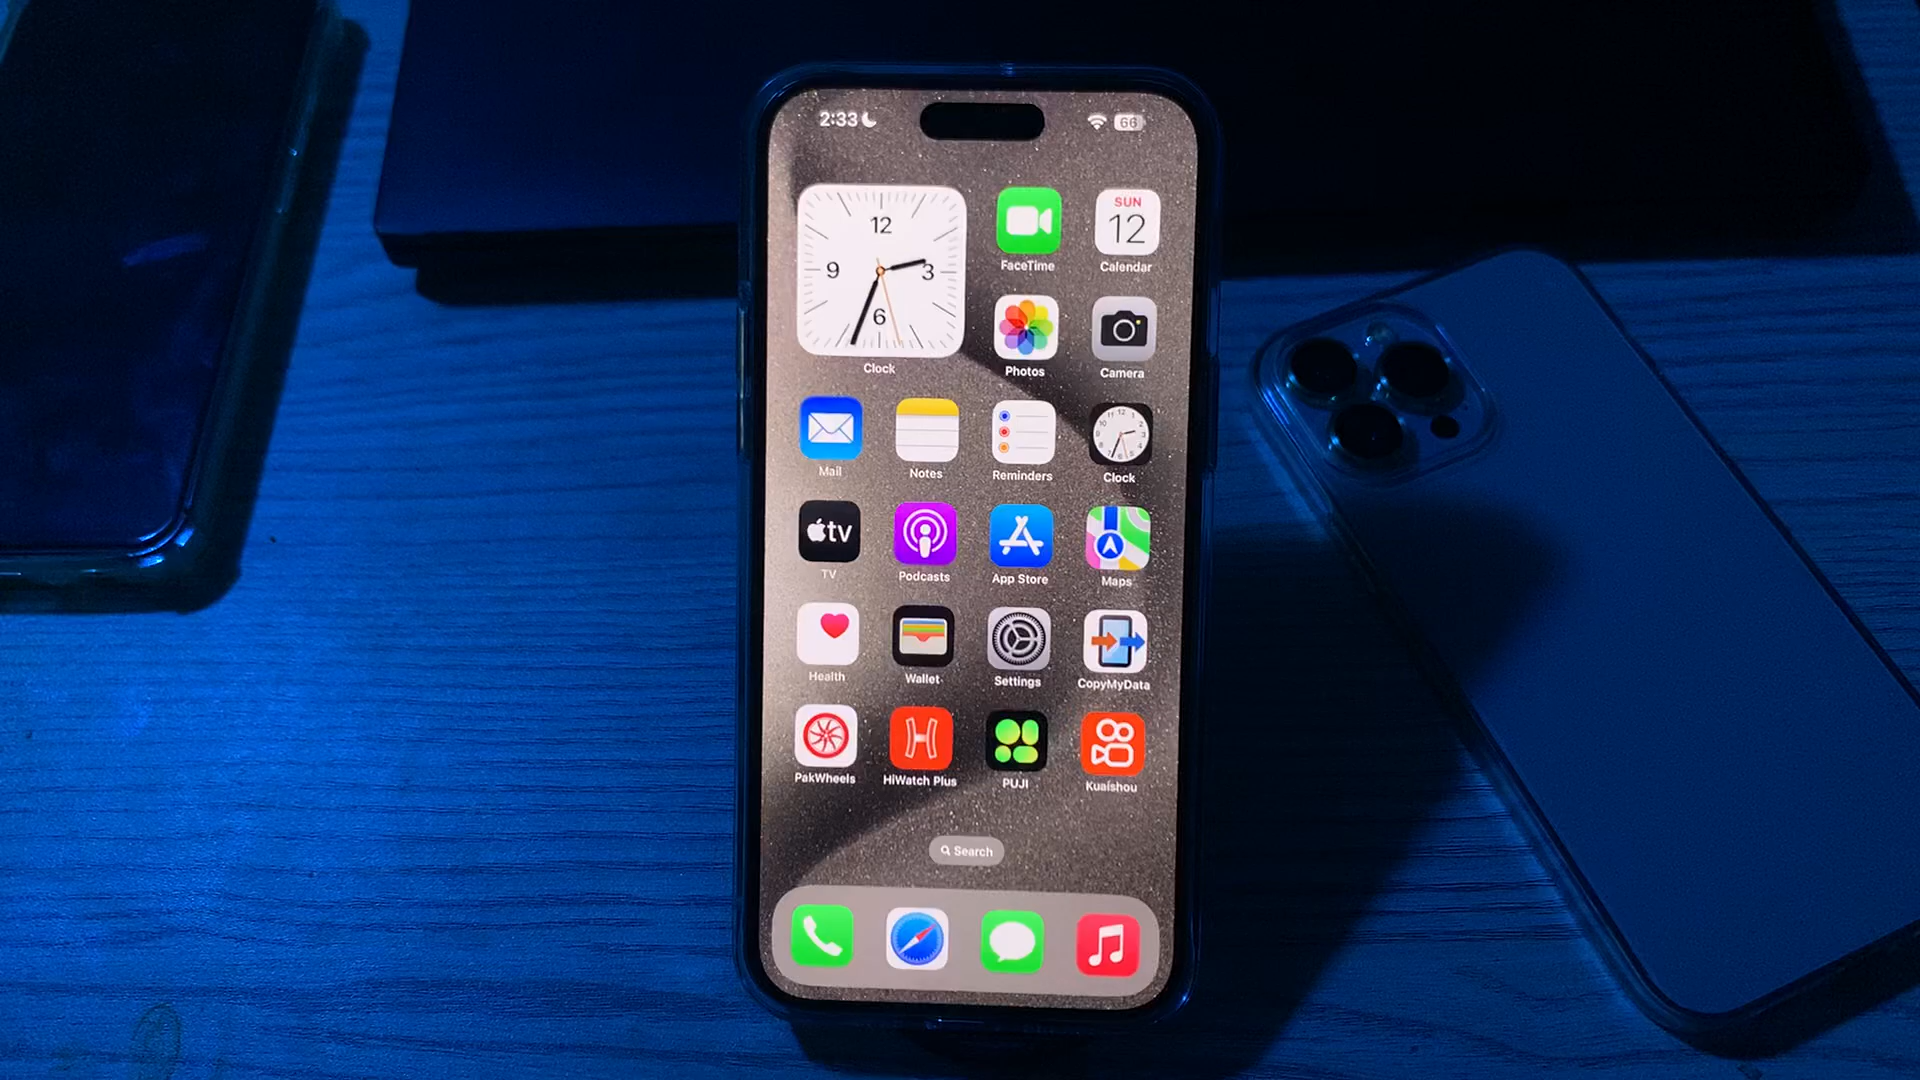 2:33
66
12
9
3
6
Clock
FaceTime
SUN
12
Calendar
Photos
Camera
Mail
Notes
Reminders
Clock
tv
TV
Podcasts
App Store
Maps
Health
Wallet
Settings
CopyMyData
PakWheels
HiWatch Plus
PUJI
Kuaishou
Search